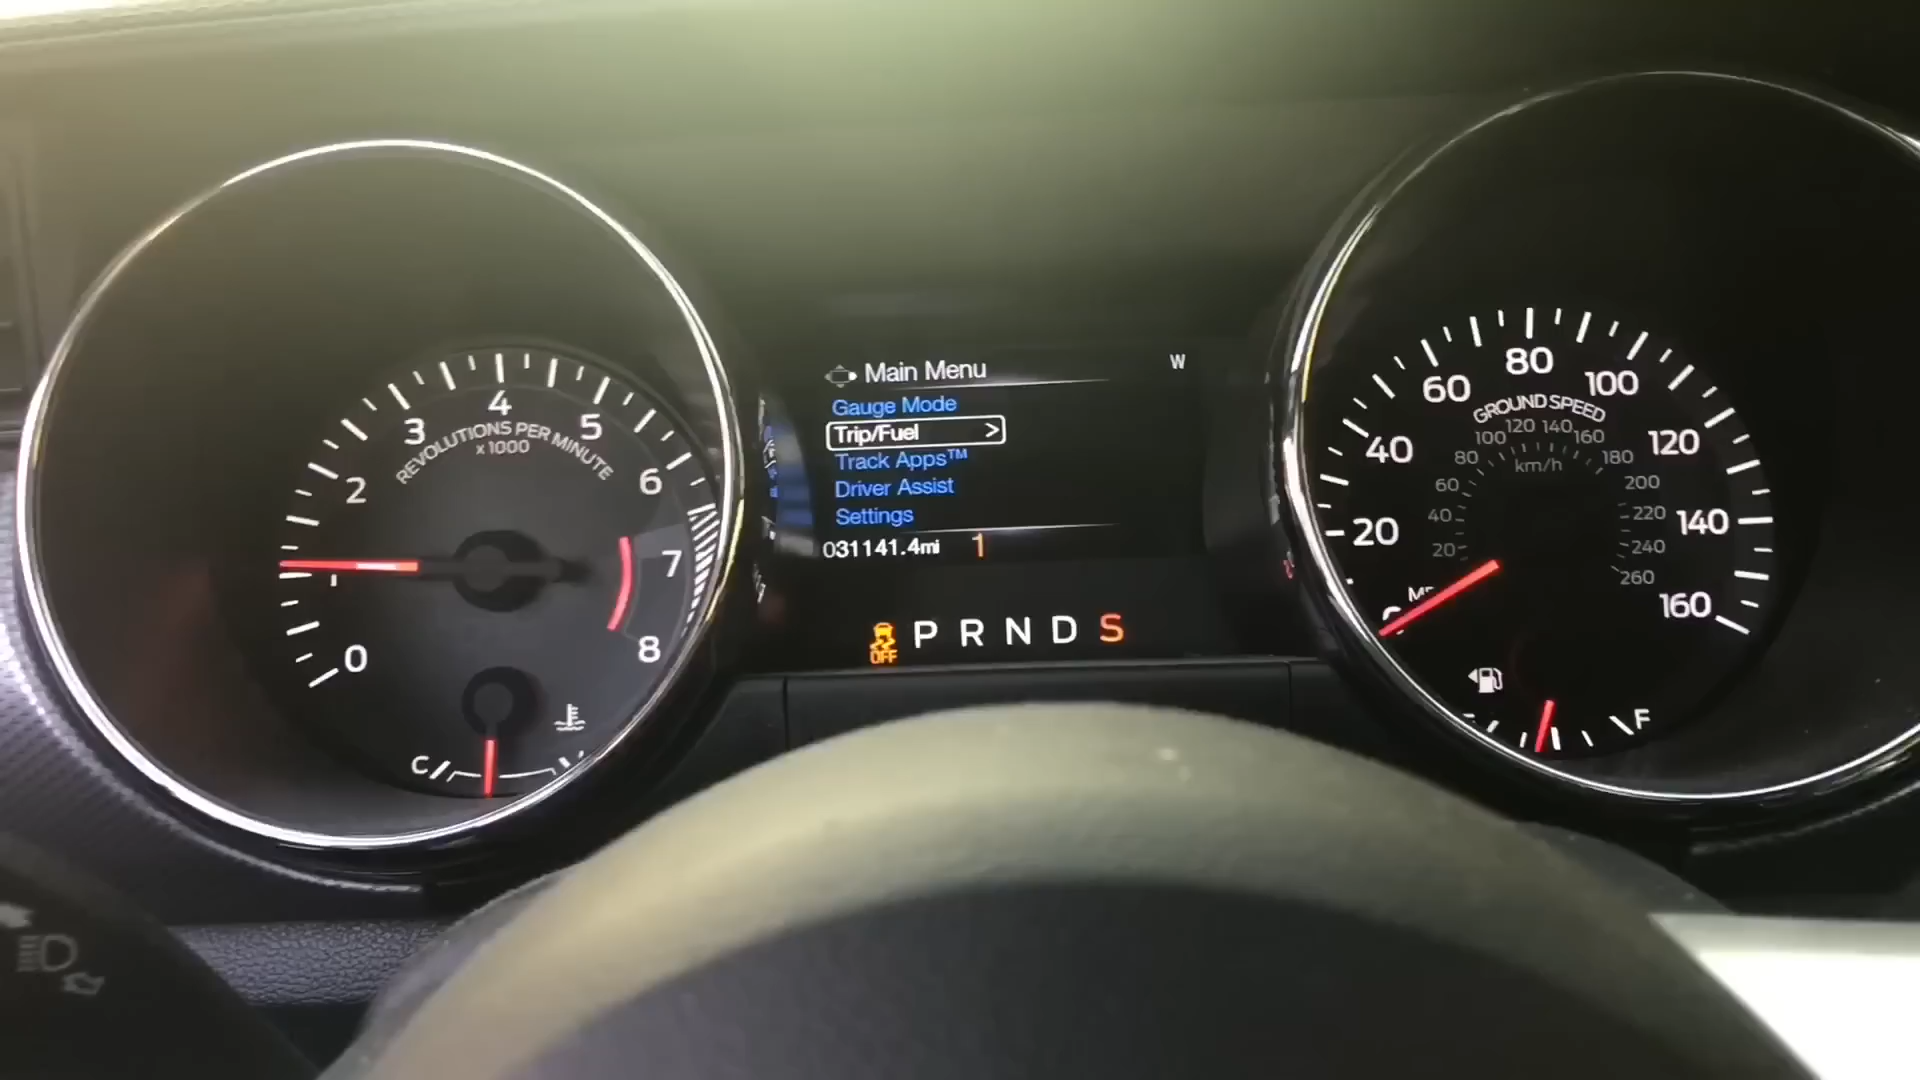 Main Menu
W
Gauge Mode
Trip/Fuel >
Track Apps™
Driver Assist
Settings
031141.4mi 1
OFF P R N D S
0 2 3 4 5 6 7 8
REVOLUTIONS PER MINUTE
x1000
C
20 40 60 80 100 120 140 160
GROUND SPEED
20 40 60 80 100 120 140 160 180 200 220 240 260
km/h
F